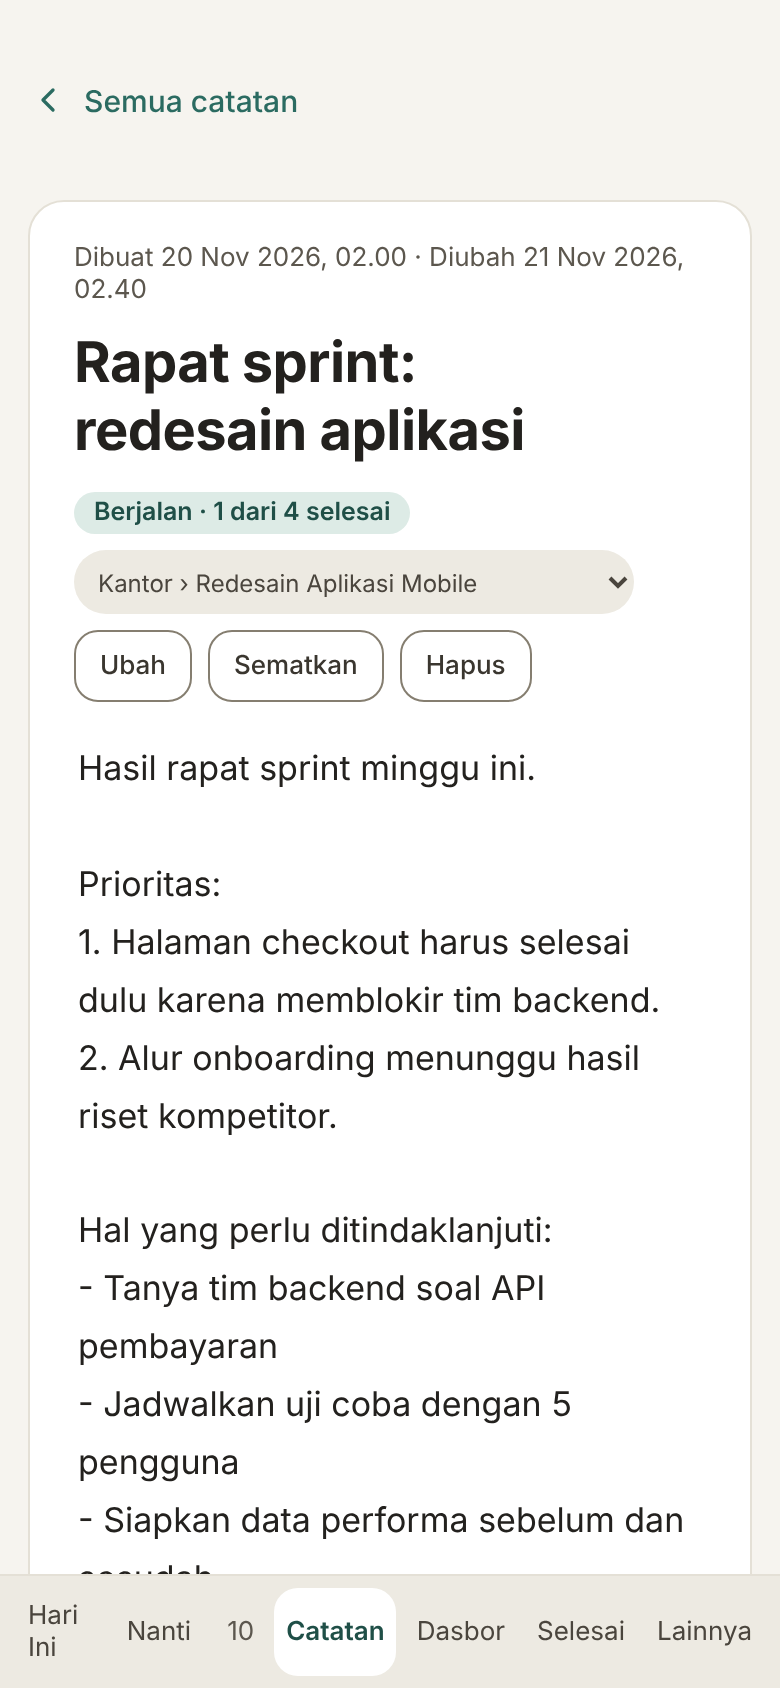 Semua catatan
Dibuat 20 Nov 2026, 02.00 · Diubah 21 Nov 2026,
02.40
Rapat sprint:
redesain aplikasi
Berjalan · 1 dari 4 selesai
Kantor › Redesain Aplikasi Mobile
Ubah
Sematkan
Hapus
Hasil rapat sprint minggu ini.
Prioritas:
1. Halaman checkout harus selesai
dulu karena memblokir tim backend.
2. Alur onboarding menunggu hasil
riset kompetitor.
Hal yang perlu ditindaklanjuti:
- Tanya tim backend soal API
pembayaran
- Jadwalkan uji coba dengan 5
pengguna
- Siapkan data performa sebelum dan
Hari
Ini
Nanti
10
Catatan
Dasbor
Selesai
Lainnya